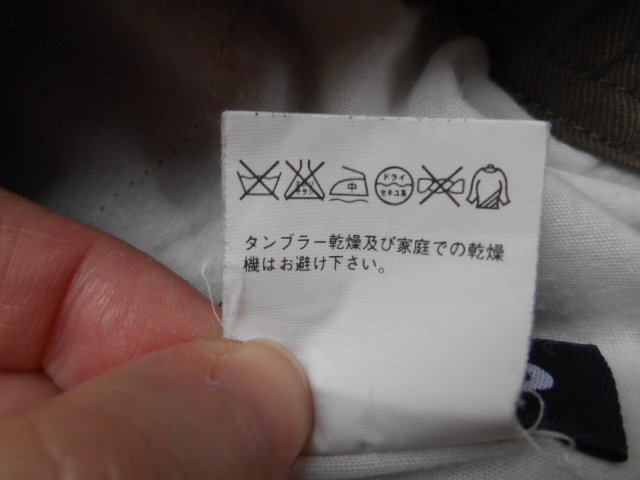 中
ドライ
セキユ系
タンブラー乾燥及び家庭での乾燥
機はお避け下さい。